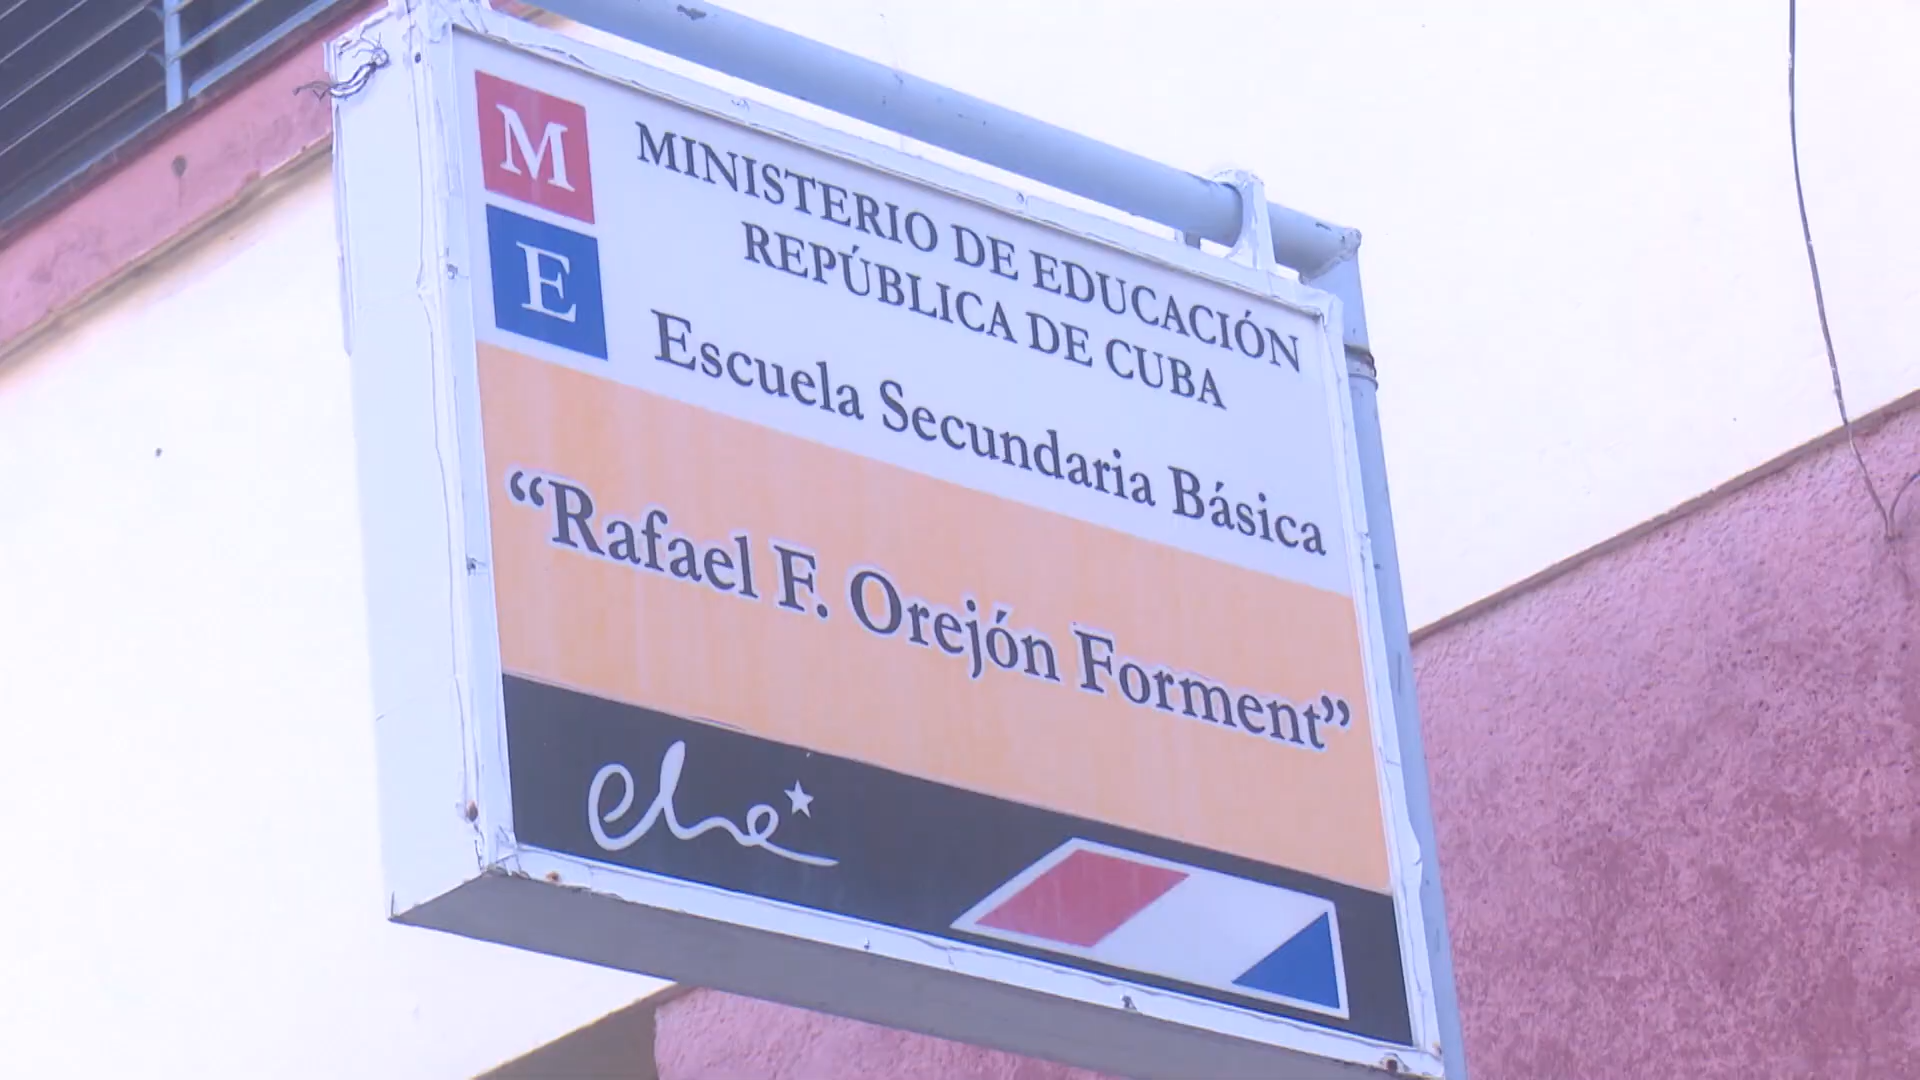 M
E
MINISTERIO DE EDUCACIÓN
REPÚBLICA DE CUBA
Escuela Secundaria Básica
“Rafael F. Orejón Forment”
che